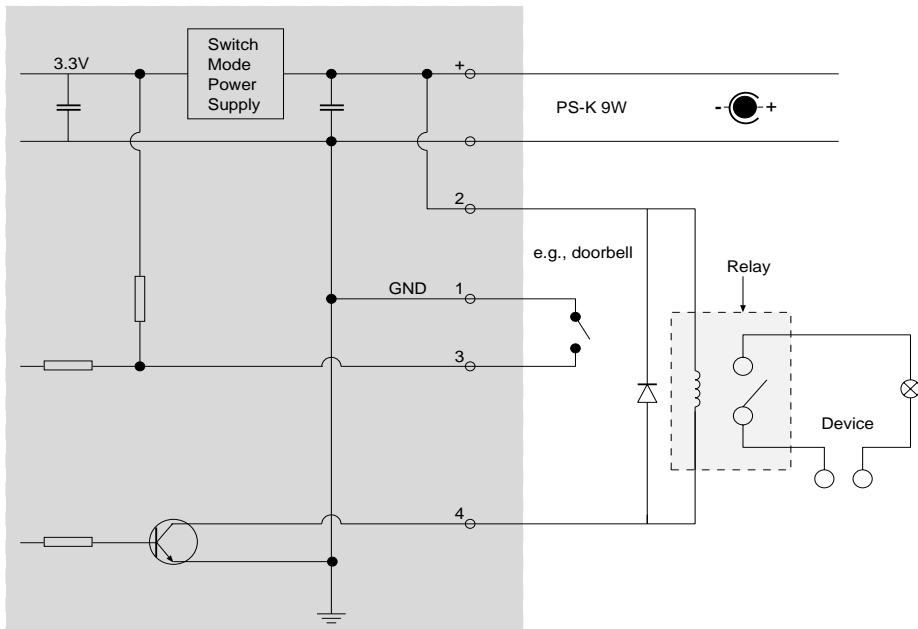 3.3V
Switch
Mode
Power
Supply
+
PS-K 9W
- +
2
e.g., doorbell
Relay
GND
1
3
Device
4